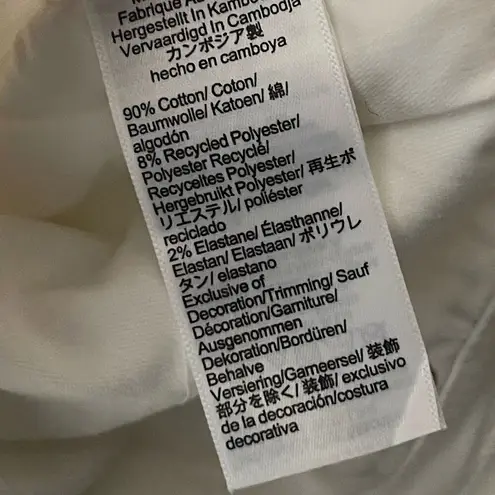 Fabrique Au
Hergestellt In Kambo
Vervaardigd In Cambodja
カンボジア製
hecho en camboya
90% Cotton/ Coton/
Baumwolle/ Katoen/ 綿/
algodón
8% Recycled Polyester/
Polyester Recyclé/
Recyceltes Polyester/
Hergebruikt Polyester/ 再生ポ
リエステル/ poliéster
reciclado
2% Elastane/ Élasthanne/
Elastan/ Elastaan/ ポリウレ
タン/ elastano
Exclusive of
Decoration/Trimming/ Sauf
Décoration/Garniture/
Ausgenommen
Dekoration/Bordüren/
Behalve
Versiering/Garneersel/ 装飾
部分を除く/ 装飾/ exclusivo
de la decoración/costura
decorativa